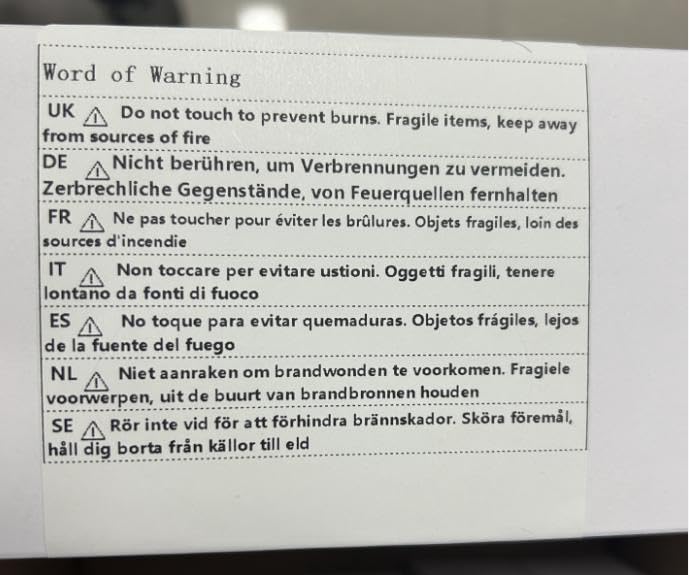 Word of Warning
UK ⚠ Do not touch to prevent burns. Fragile items, keep away
from sources of fire
DE ⚠ Nicht berühren, um Verbrennungen zu vermeiden.
Zerbrechliche Gegenstände, von Feuerquellen fernhalten
FR ⚠ Ne pas toucher pour éviter les brûlures. Objets fragiles, loin des
sources d'incendie
IT ⚠ Non toccare per evitare ustioni. Oggetti fragili, tenere
lontano da fonti di fuoco
ES ⚠ No toque para evitar quemaduras. Objetos frágiles, lejos
de la fuente del fuego
NL ⚠ Niet aanraken om brandwonden te voorkomen. Fragiele
voorwerpen, uit de buurt van brandbronnen houden
SE ⚠ Rör inte vid för att förhindra brännskador. Sköra föremål,
håll dig borta från källor till eld